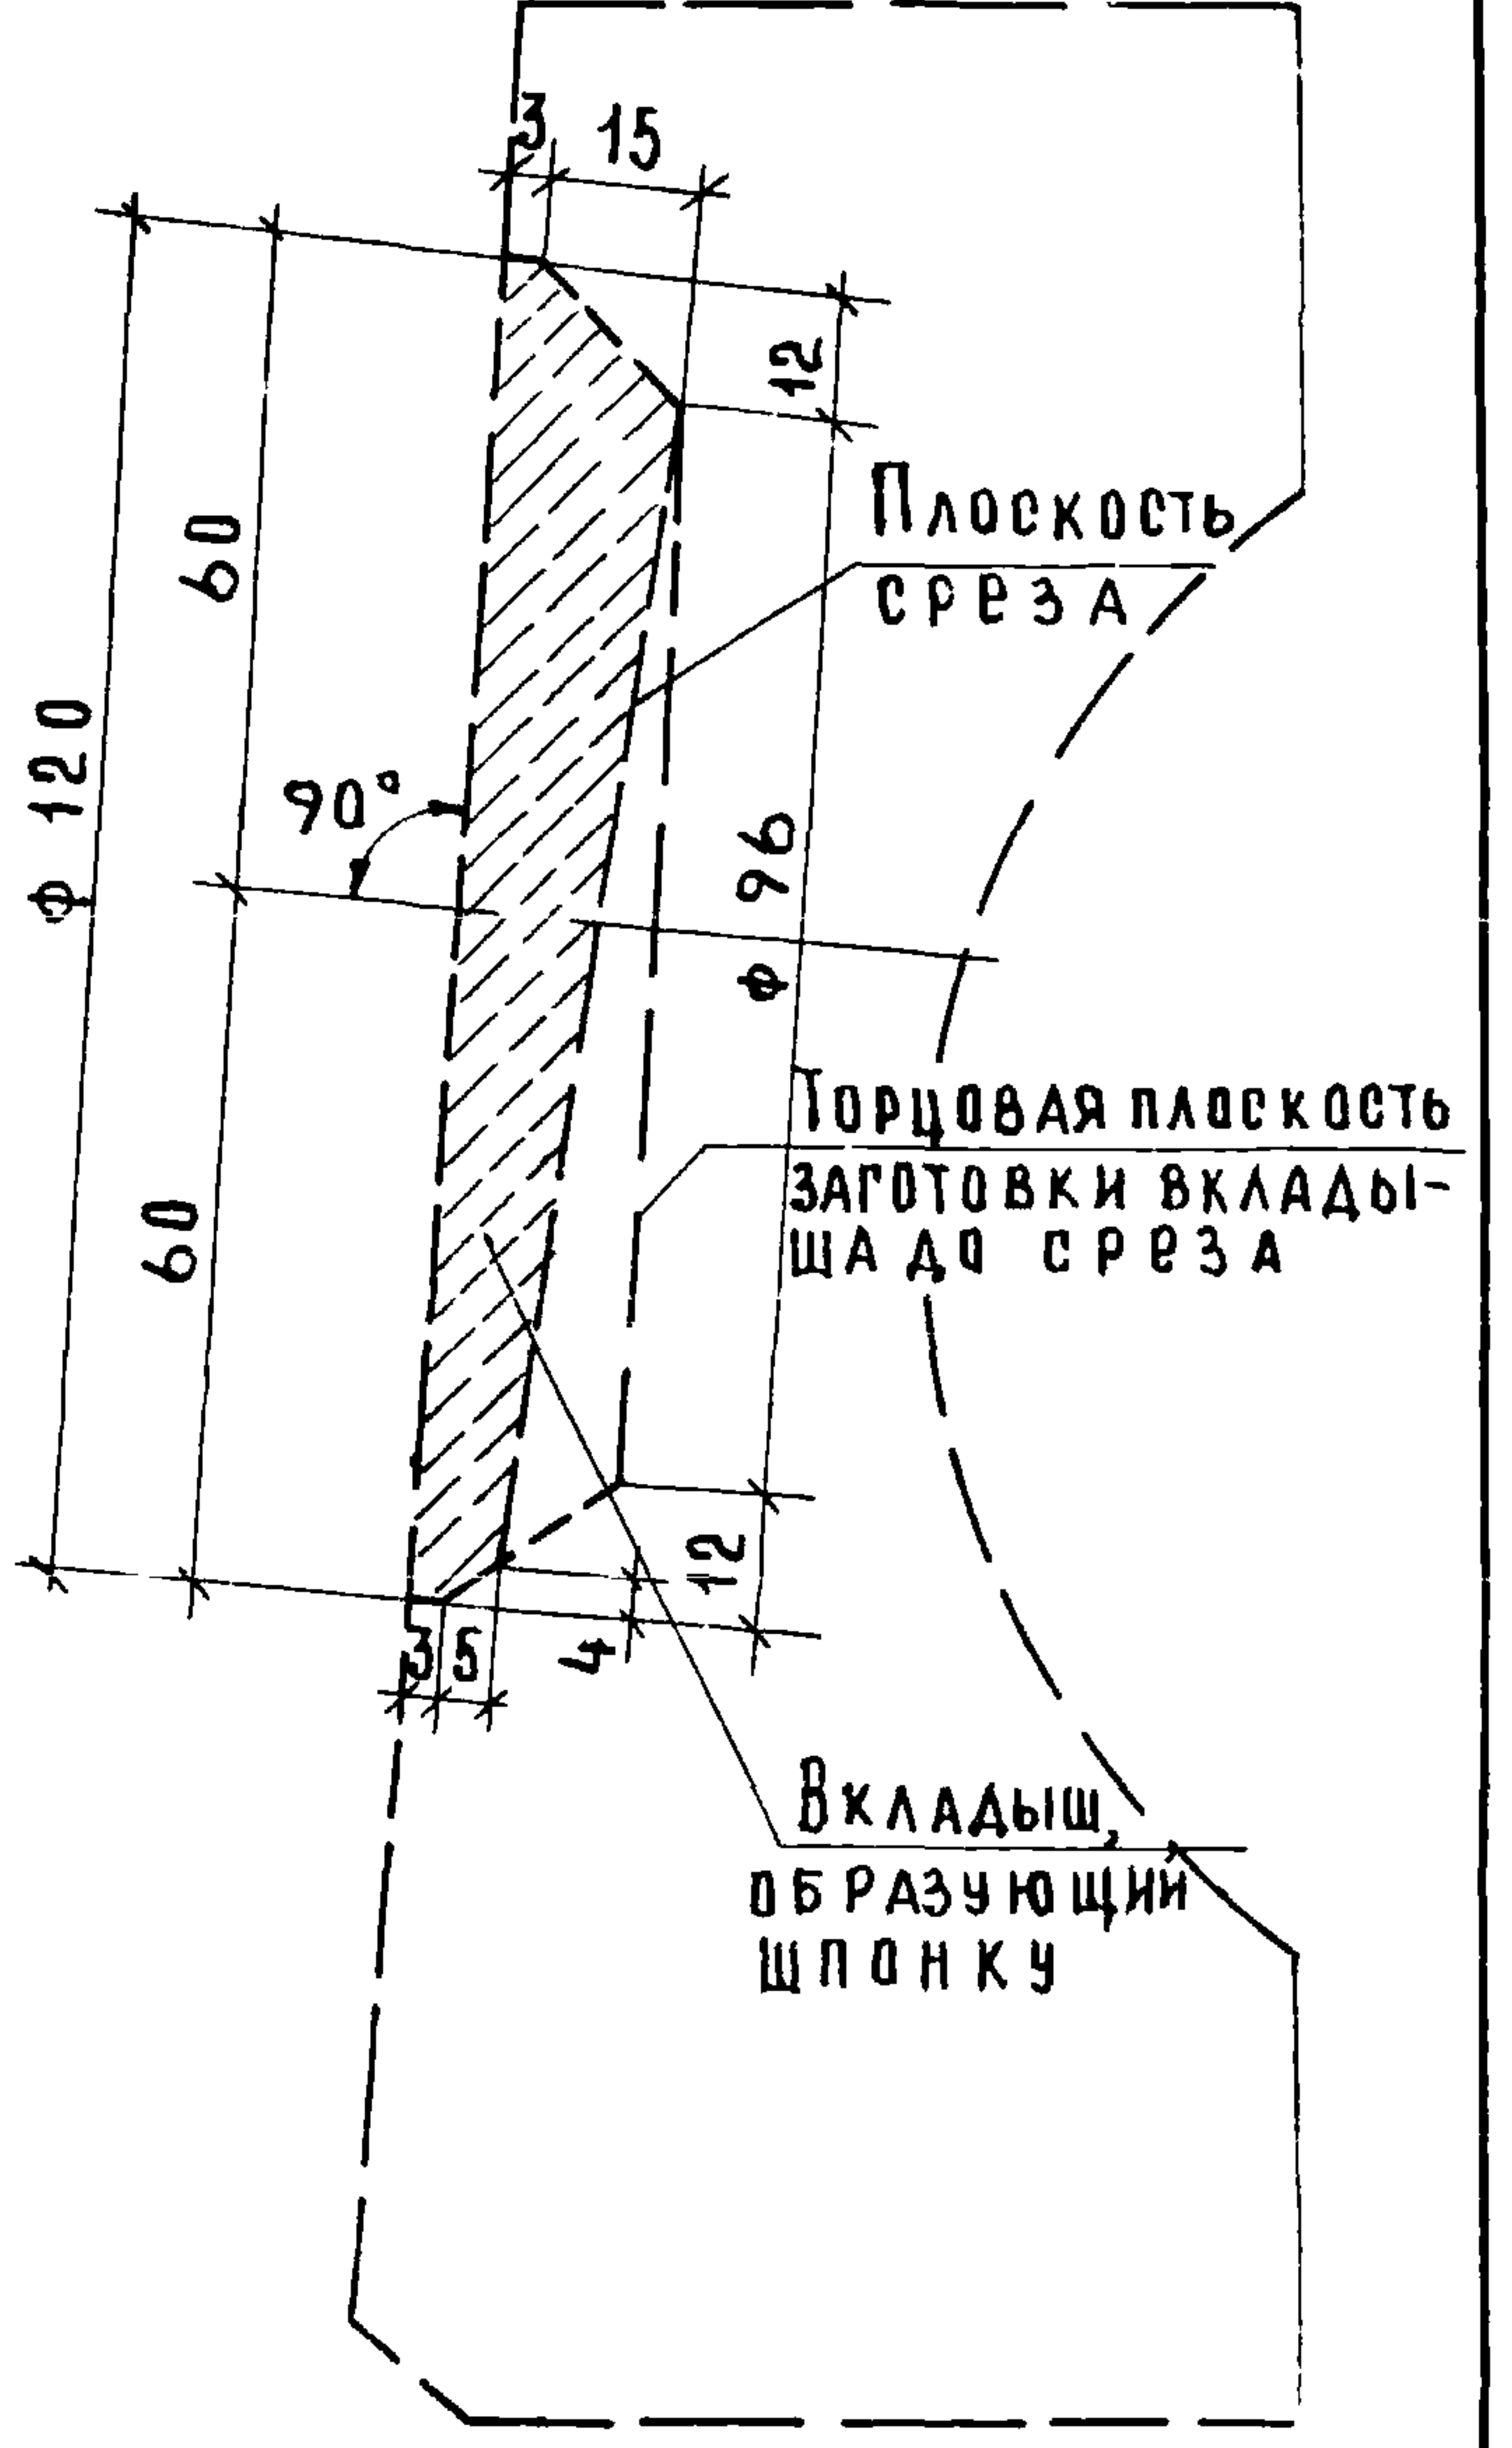 3 15
12
Плоскость
среза
60
Ф 120
90°
Ф 96
Торцовая плоскость
заготовки вклады-
ша до среза
60
12
3 5 4
Вкладыш,
образующий
шпонку